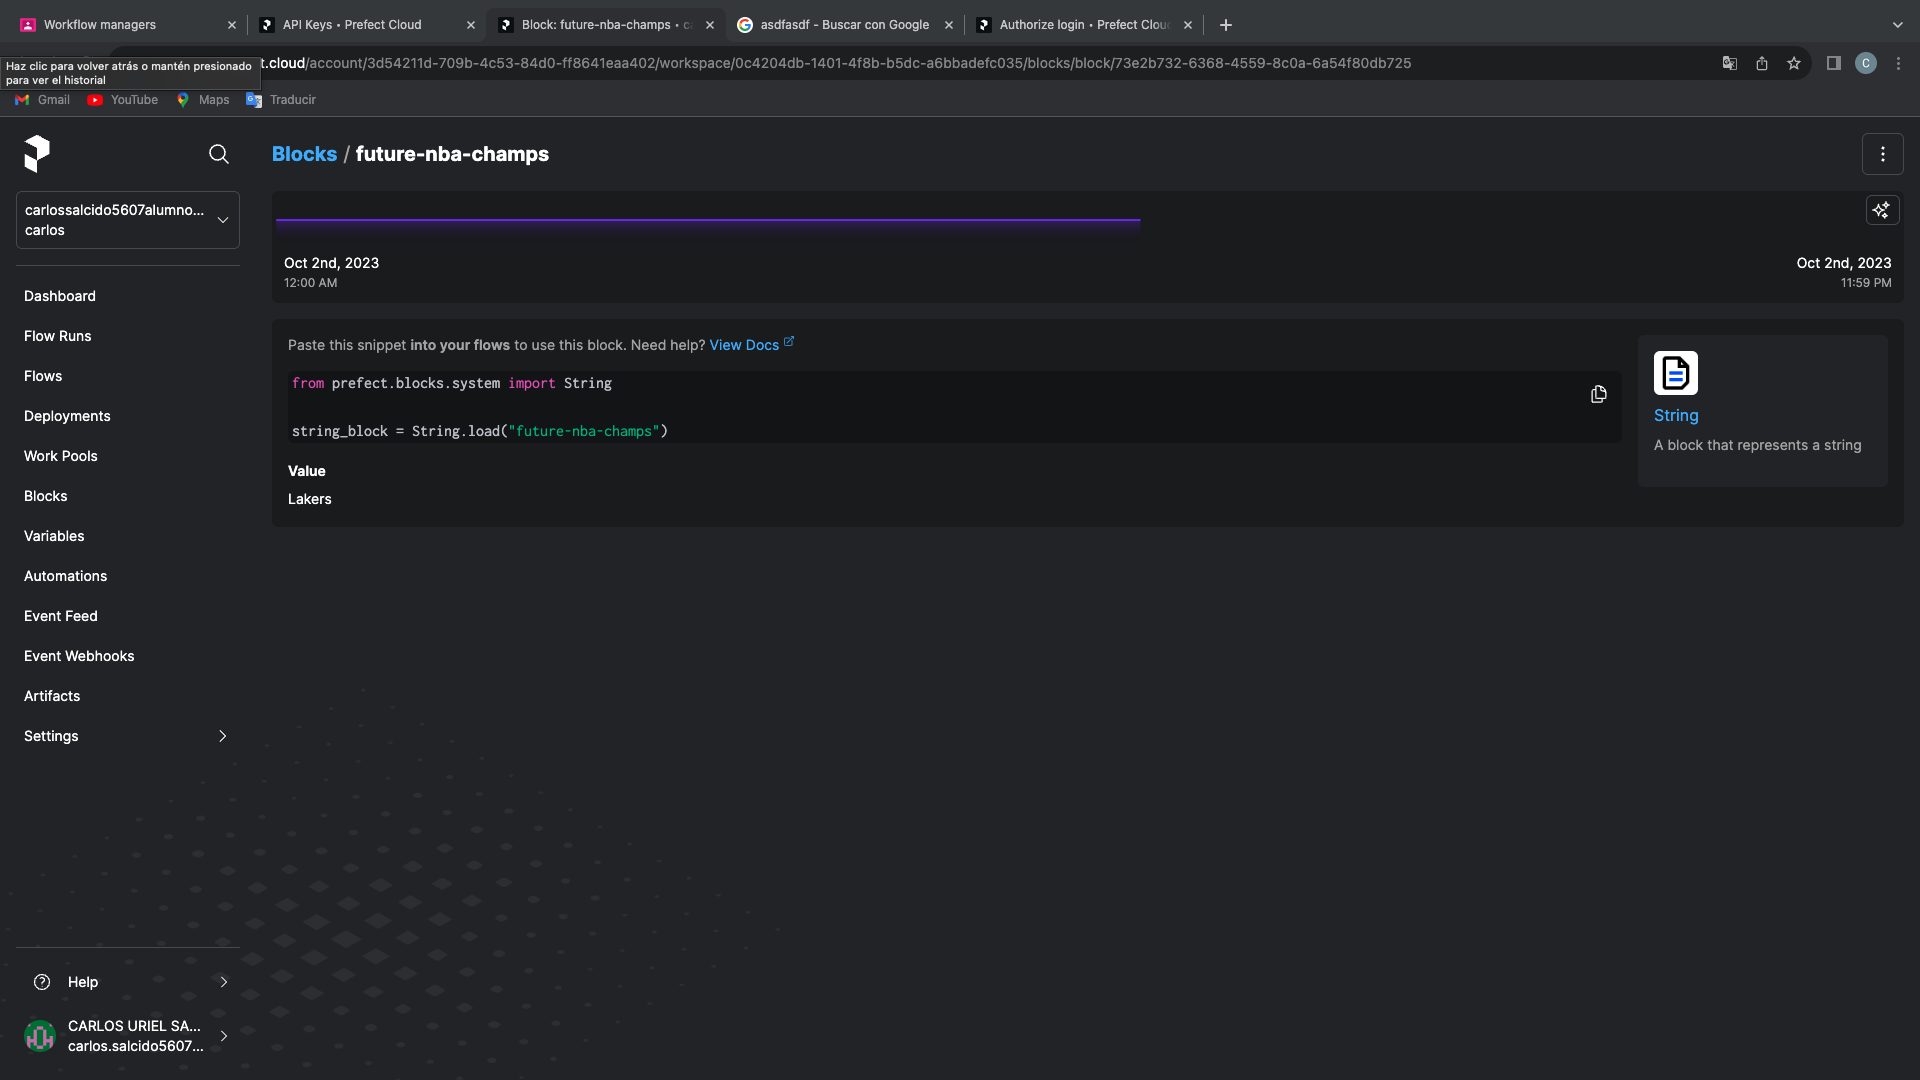 Workflow managers
API Keys • Prefect Cloud
Block: future-nba-champs •
asdfasdf - Buscar con Google
Authorize login • Prefect Clou
Haz clic para volver atrás o mantén presionado
para ver el historial
t.cloud/account/3d54211d-709b-4c53-84d0-ff8641eaa402/workspace/0c4204db-1401-4f8b-b5dc-a6bbadefc035/blocks/block/73e2b732-6368-4559-8c0a-6a54f80db725
C
Gmail
YouTube
Maps
Traducir
carlossalcido5607alumno...
carlos
Dashboard
Flow Runs
Flows
Deployments
Work Pools
Blocks
Variables
Automations
Event Feed
Event Webhooks
Artifacts
Settings
Help
CARLOS URIEL SA...
carlos.salcido5607...
Blocks / future-nba-champs
Oct 2nd, 2023
12:00 AM
Oct 2nd, 2023
11:59 PM
Paste this snippet into your flows to use this block. Need help? View Docs
from prefect.blocks.system import String
string_block = String.load("future-nba-champs")
Value
Lakers
String
A block that represents a string